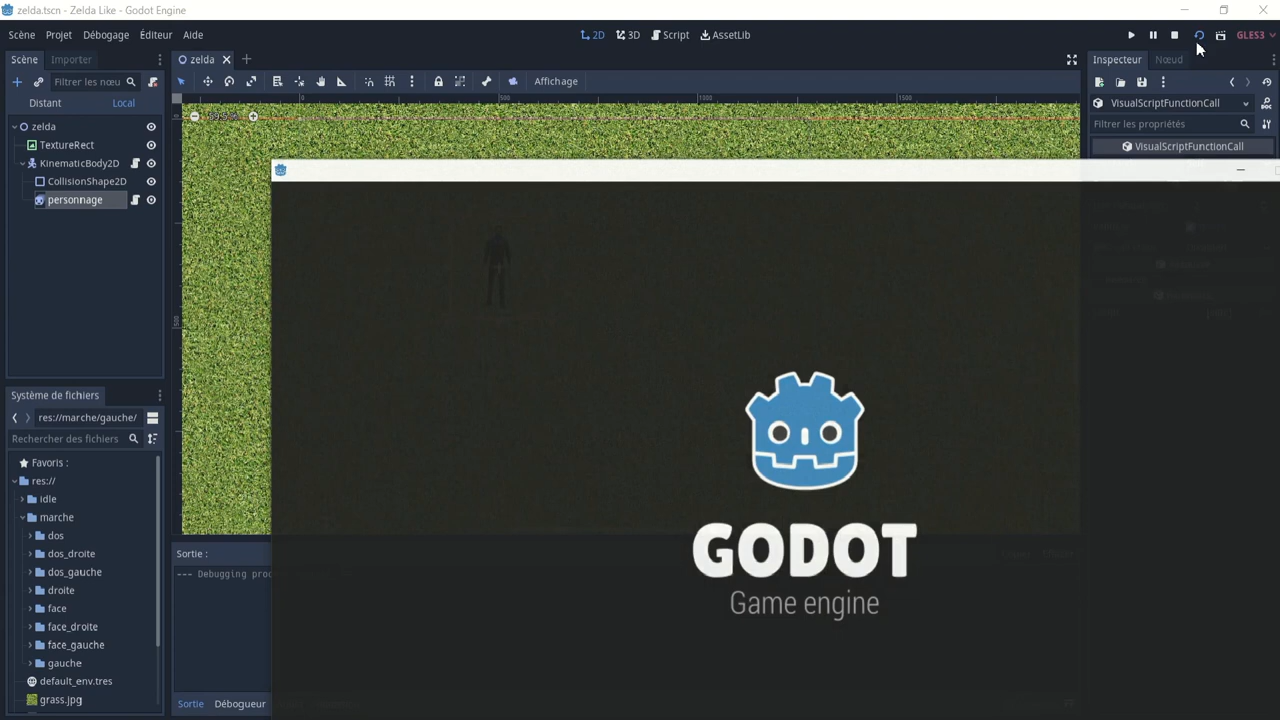 zelda.tscn - Zelda Like - Godot Engine
Scène Projet Débogage Éditeur Aide
2D 3D Script AssetLib
GLES3
Scène Importer
zelda
Inspecteur Nœud
Filtrer les nœu
Affichage
Distant Local
VisualScriptFunctionCall
Filtrer les propriétés
VisualScriptFunctionCall
0 500 1000 1500
zelda
TextureRect
KinematicBody2D
CollisionShape2D
personnage
Système de fichiers
res://marche/gauche/
Rechercher des fichiers
Favoris :
res://
idle
marche
dos
dos_droite
dos_gauche
droite
face
face_droite
face_gauche
gauche
default_env.tres
grass.jpg
Sortie :
--- Debugging proc
Sortie Débogueur
GODOT
Game engine